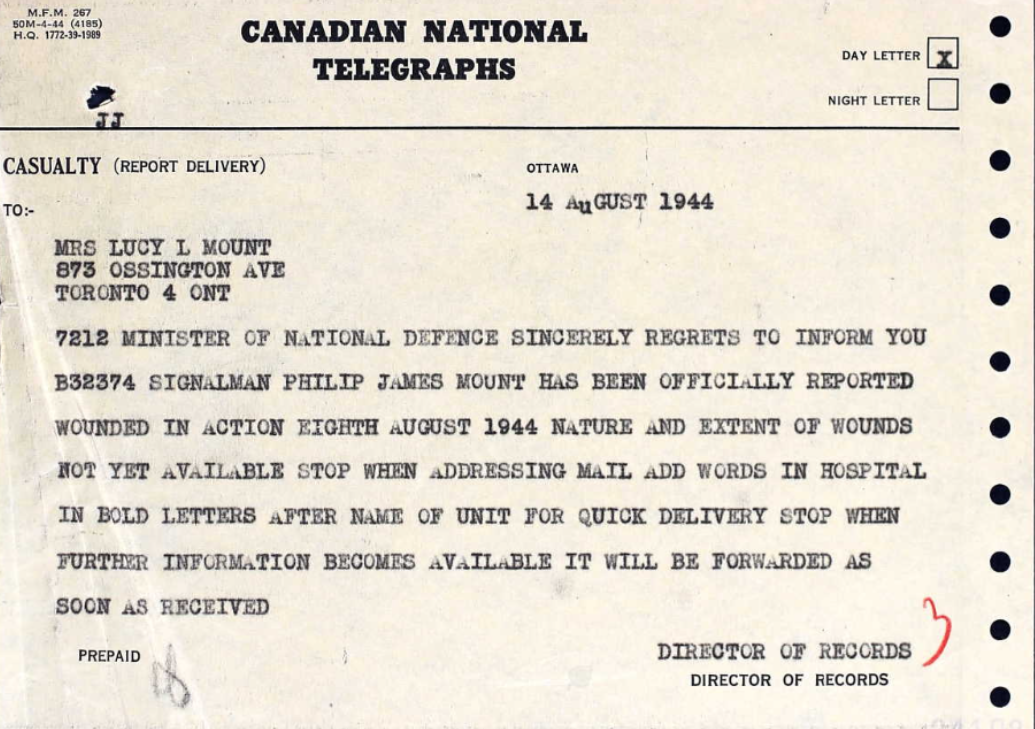 M.F.M. 267
50M-4-44 (4185)
H.Q. 1772-39-1989
CANADIAN NATIONAL
TELEGRAPHS
DAY LETTER X
NIGHT LETTER
JJ
CASUALTY (REPORT DELIVERY)
OTTAWA
14 AuGUST 1944
TO:-
MRS LUCY L MOUNT
873 OSSINGTON AVE
TORONTO 4 ONT
7212 MINISTER OF NATIONAL DEFENCE SINCERELY REGRETS TO INFORM YOU
B32374 SIGNALMAN PHILIP JAMES MOUNT HAS BEEN OFFICIALLY REPORTED
WOUNDED IN ACTION EIGHTH AUGUST 1944 NATURE AND EXTENT OF WOUNDS
NOT YET AVAILABLE STOP WHEN ADDRESSING MAIL ADD WORDS IN HOSPITAL
IN BOLD LETTERS AFTER NAME OF UNIT FOR QUICK DELIVERY STOP WHEN
FURTHER INFORMATION BECOMES AVAILABLE IT WILL BE FORWARDED AS
SOON AS RECEIVED
3
PREPAID
DIRECTOR OF RECORDS
DIRECTOR OF RECORDS